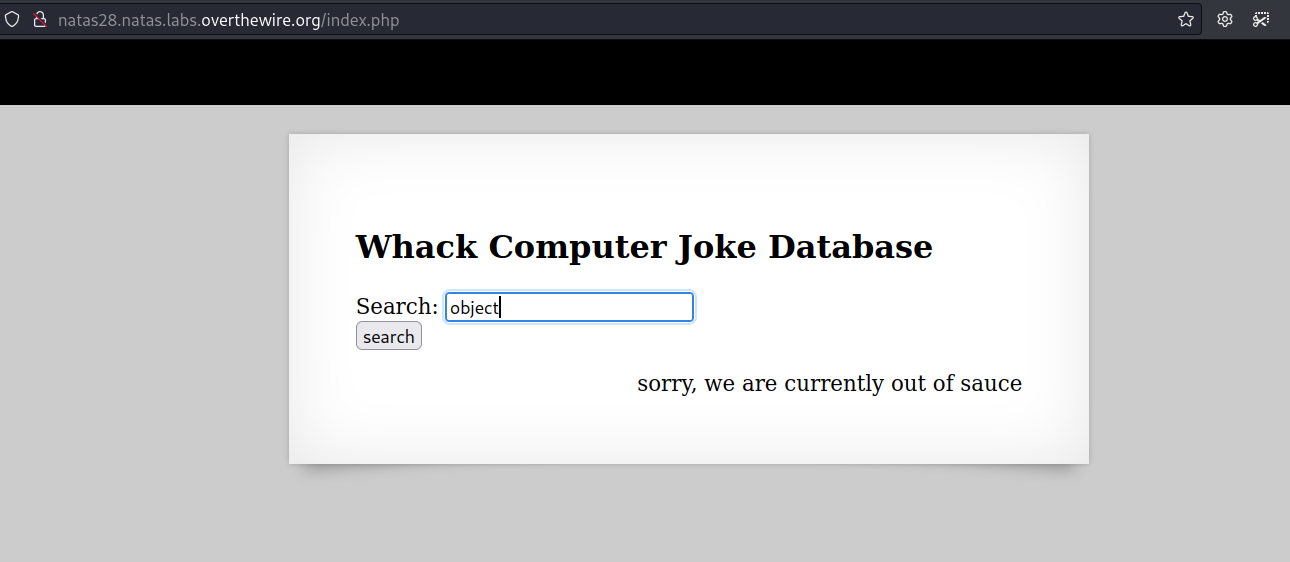 natas28.natas.labs.overthewire.org/index.php
Whack Computer Joke Database
Search: object
search
sorry, we are currently out of sauce